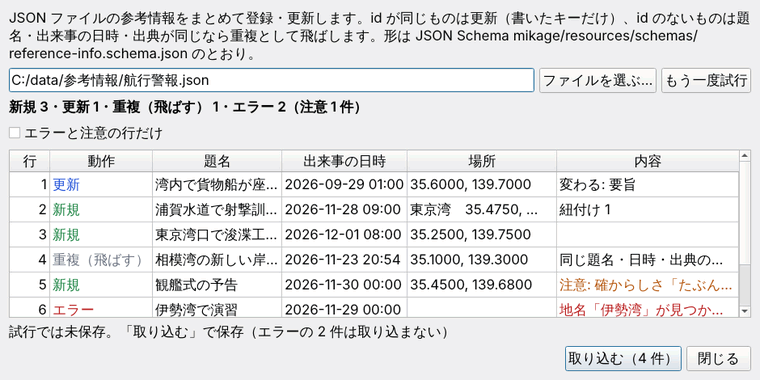 JSON ファイルの参考情報をまとめて登録・更新します。id が同じものは更新（書いたキーだけ）、id のないものは題
名・出来事の日時・出典が同じなら重複として飛ばします。形は JSON Schema mikage/resources/schemas/
reference-info.schema.json のとおり。
C:/data/参考情報/航行警報.json ファイルを選ぶ... もう一度試行
新規 3・更新 1・重複（飛ばす） 1・エラー 2（注意 1 件）
エラーと注意の行だけ
行 動作 題名 出来事の日時 場所 内容
1 更新 湾内で貨物船が座... 2026-09-29 01:00 35.6000, 139.7000 変わる: 要旨
2 新規 浦賀水道で射撃訓... 2026-11-28 09:00 東京湾　35.4750, ... 紐付け 1
3 新規 東京湾口で浚渫工... 2026-12-01 08:00 35.2500, 139.7500
4 重複（飛ばす） 相模湾の新しい岸... 2026-11-23 20:54 35.1000, 139.3000 同じ題名・日時・出典の...
5 新規 観艦式の予告 2026-11-30 00:00 35.4500, 139.6800 注意: 確からしさ「たぶん...
6 エラー 伊勢湾で演習 2026-11-29 00:00 地名「伊勢湾」が見つか...
試行では未保存。「取り込む」で保存（エラーの 2 件は取り込まない）
取り込む（4 件） 閉じる